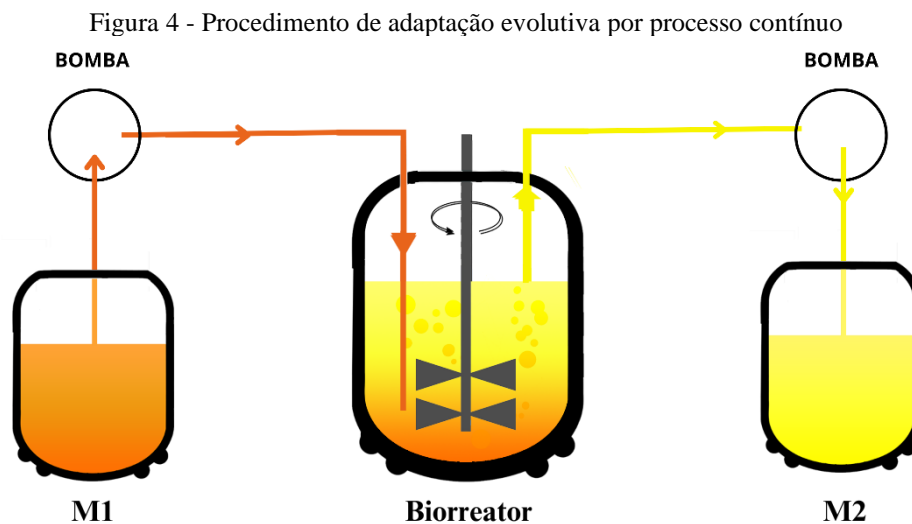 Figura 4 - Procedimento de adaptação evolutiva por processo contínuo
BOMBA
BOMBA
M1
Biorreator
M2